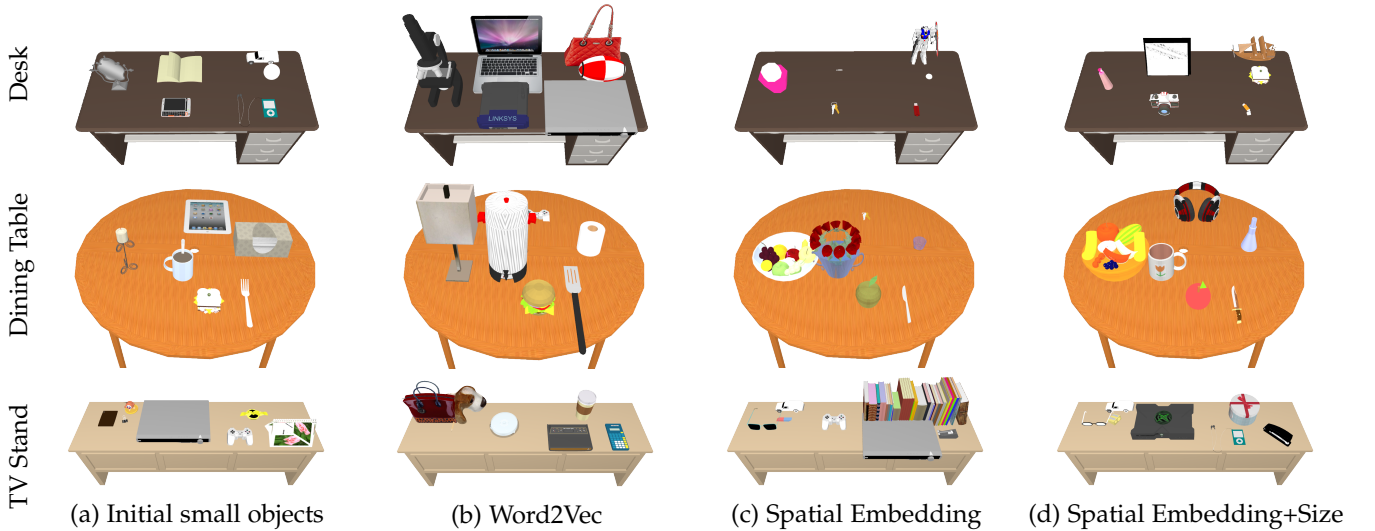 Desk
LINKSYS
Dining Table
TV Stand
(a) Initial small objects
(b) Word2Vec
(c) Spatial Embedding
(d) Spatial Embedding+Size